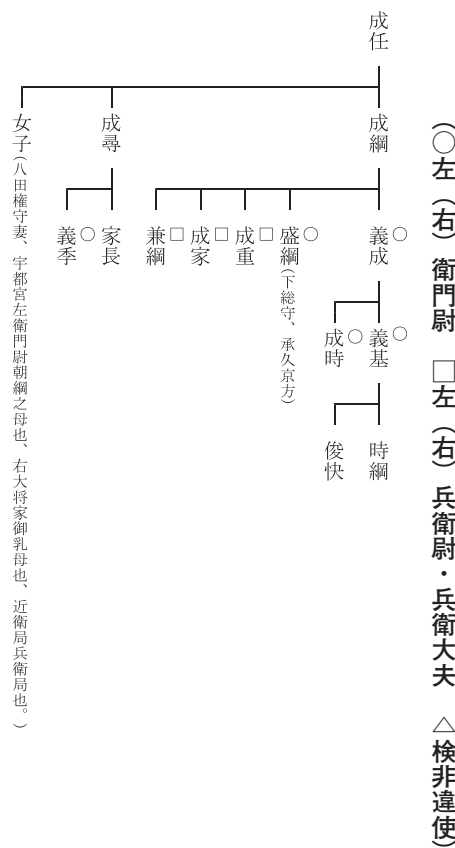 （○左（右）衛門尉　□左（右）兵衛尉・兵衛大夫　△検非違使）
成任
成綱
成尋
女子（八田権守妻、宇都宮左衛門尉朝綱之母也、右大将家御乳母也、近衛局兵衛局也。）
○義成
○盛綱（下総守、承久京方）
□成重
□成家
□兼綱
家長
○義季
○義基
○成時
時綱
俊快